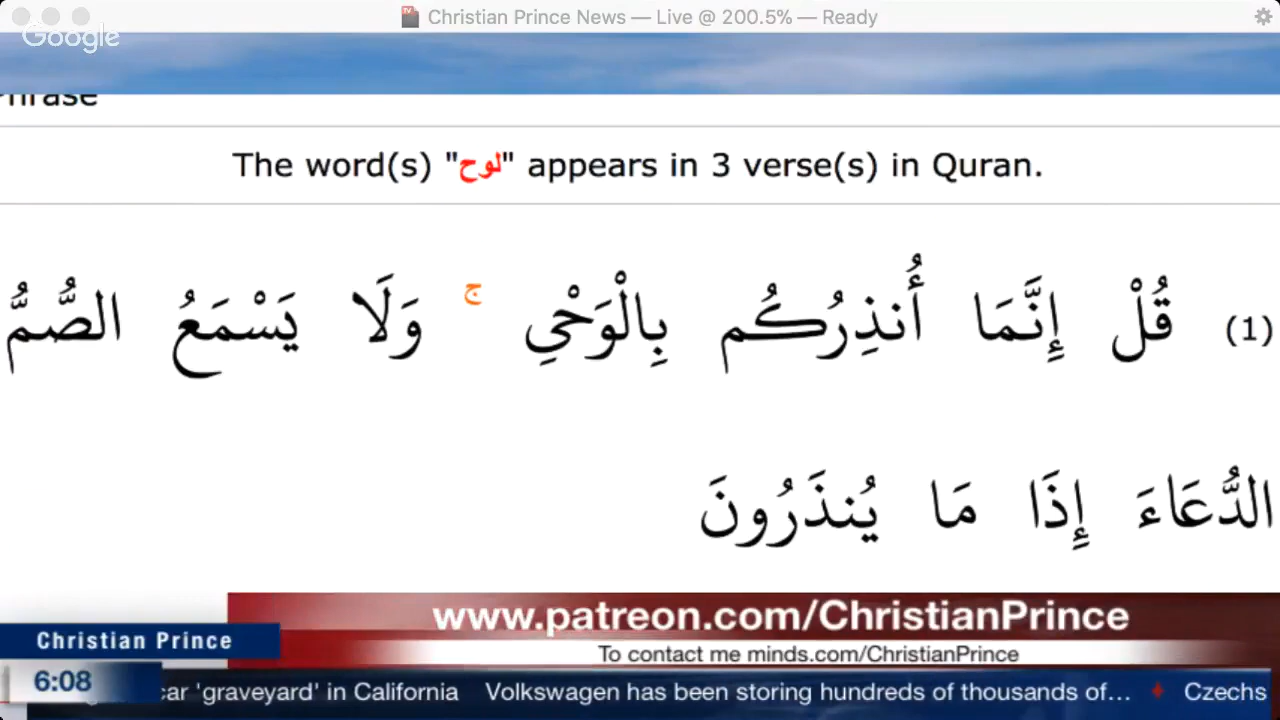 Christian Prince News — Live @ 200.5% — Ready
Google
Phrase
The word(s) "لوح" appears in 3 verse(s) in Quran.
(1) قُلْ إِنَّمَا أُنذِرُكُم بِالْوَحْيِ ۚ وَلَا يَسْمَعُ الصُّمُّ
الدُّعَاءَ إِذَا مَا يُنذَرُونَ
www.patreon.com/ChristianPrince
Christian Prince
To contact me minds.com/ChristianPrince
6:08
car 'graveyard' in California Volkswagen has been storing hundreds of thousands of... ♦ Czechs